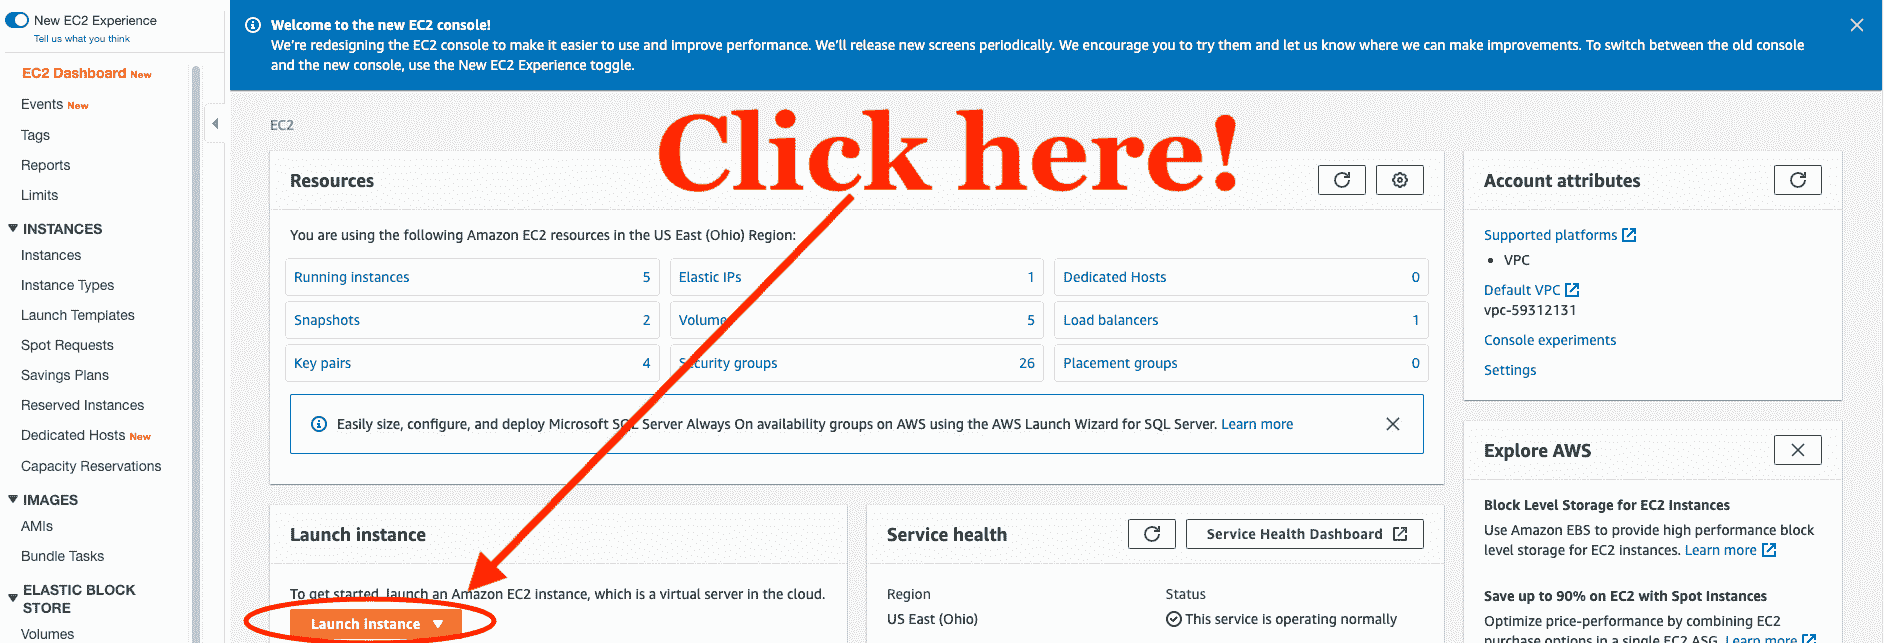 New EC2 Experience
Tell us what you think
EC2 Dashboard New
Events New
Tags
Reports
Limits
INSTANCES
Instances
Instance Types
Launch Templates
Spot Requests
Savings Plans
Reserved Instances
Dedicated Hosts New
Capacity Reservations
IMAGES
AMIs
Bundle Tasks
ELASTIC BLOCK
STORE
Volumes
Welcome to the new EC2 console!
We're redesigning the EC2 console to make it easier to use and improve performance. We'll release new screens periodically. We encourage you to try them and let us know where we can make improvements. To switch between the old console
and the new console, use the New EC2 Experience toggle.
EC2
Click here!
Resources
You are using the following Amazon EC2 resources in the US East (Ohio) Region:
Running instances 5
Elastic IPs 1
Dedicated Hosts 0
Snapshots 2
Volumes 5
Load balancers 1
Key pairs 4
Security groups 26
Placement groups 0
Easily size, configure, and deploy Microsoft SQL Server Always On availability groups on AWS using the AWS Launch Wizard for SQL Server. Learn more
Launch instance
To get started, launch an Amazon EC2 instance, which is a virtual server in the cloud.
Launch instance
Service health
Service Health Dashboard
Region
US East (Ohio)
Status
This service is operating normally
Account attributes
Supported platforms
VPC
Default VPC
vpc-59312131
Console experiments
Settings
Explore AWS
Block Level Storage for EC2 Instances
Use Amazon EBS to provide high performance block
level storage for EC2 instances. Learn more
Save up to 90% on EC2 with Spot Instances
Optimize price-performance by combining EC2
purchase options in a single EC2 ASG. Learn more